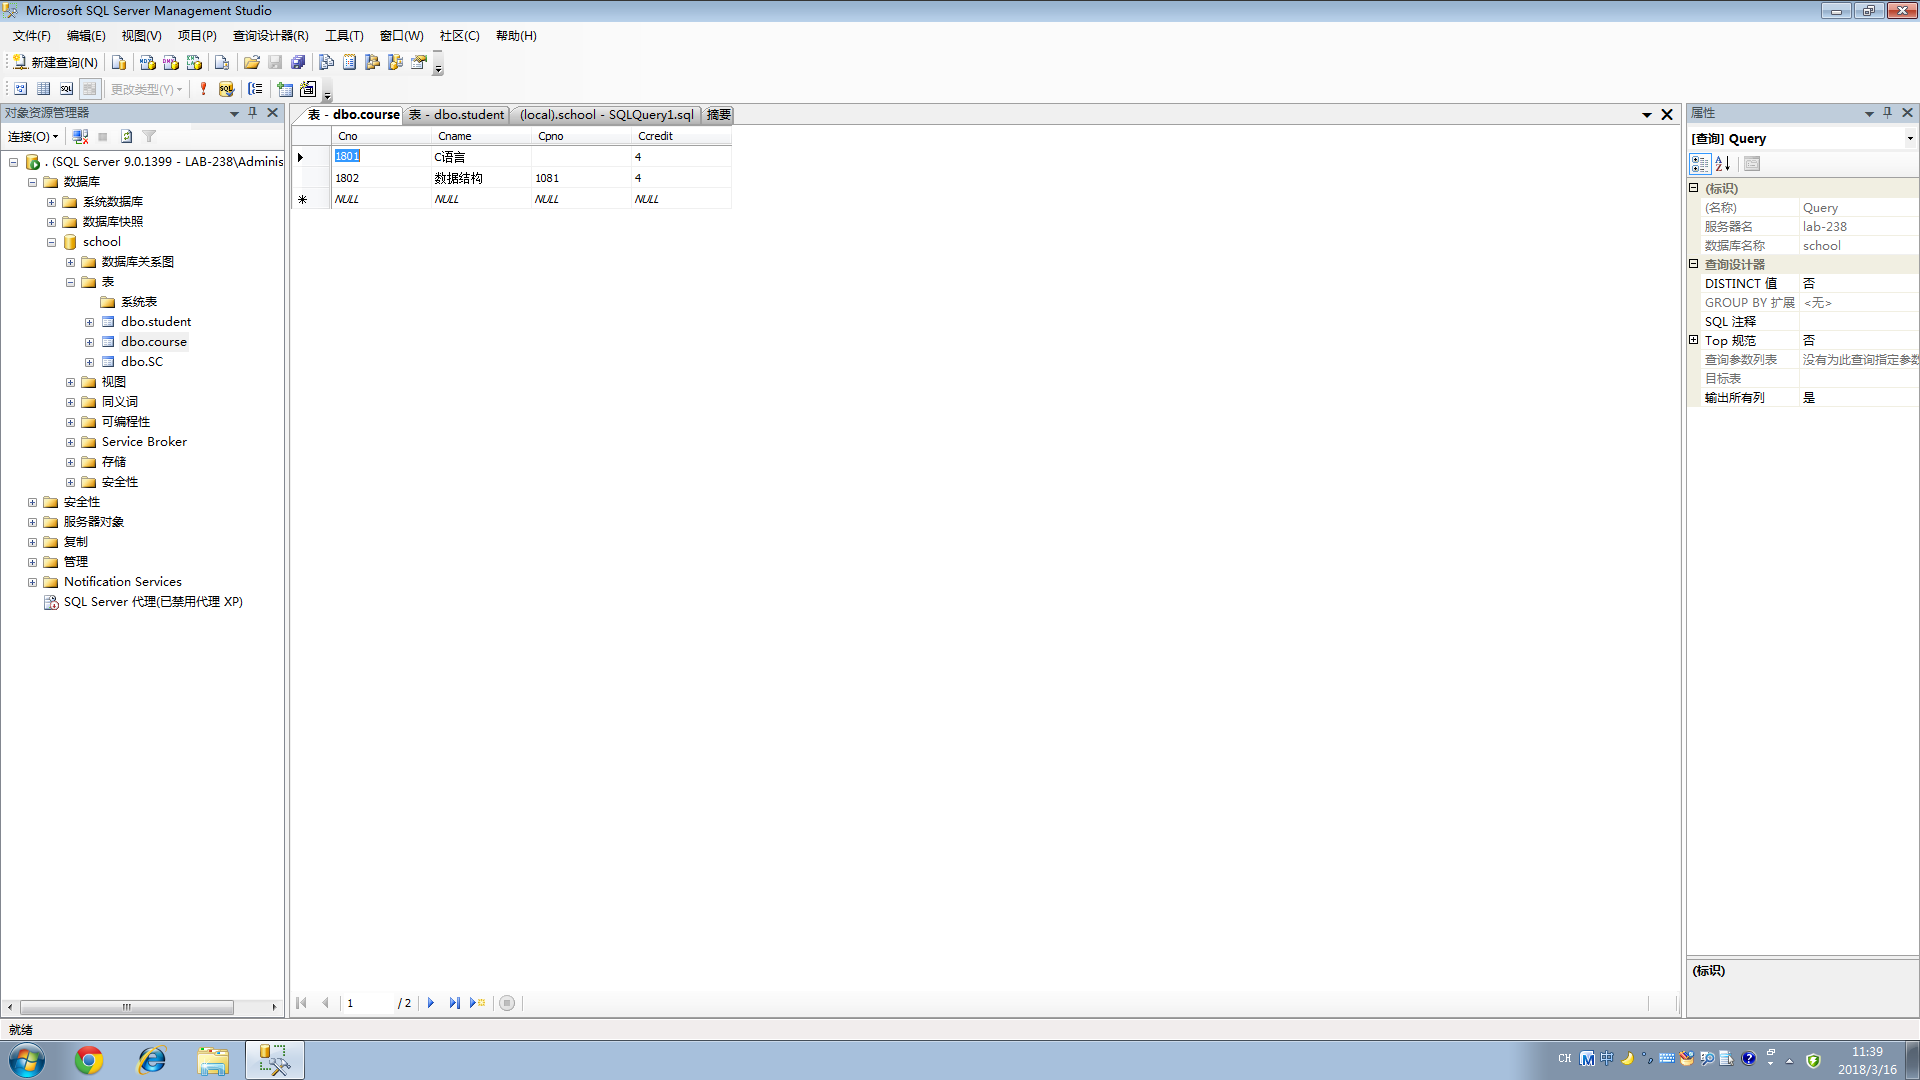 Microsoft SQL Server Management Studio
文件(F) 编辑(E) 视图(V) 项目(P) 查询设计器(R) 工具(T) 窗口(W) 社区(C) 帮助(H)
新建查询(N)
更改类型(Y)
对象资源管理器
连接(O)
. (SQL Server 9.0.1399 - LAB-238\Adminis
数据库
系统数据库
数据库快照
school
数据库关系图
表
系统表
dbo.student
dbo.course
dbo.SC
视图
同义词
可编程性
Service Broker
存储
安全性
安全性
服务器对象
复制
管理
Notification Services
SQL Server 代理(已禁用代理 XP)
表 - dbo.course 表 - dbo.student (local).school - SQLQuery1.sql 摘要
Cno Cname Cpno Ccredit
1801 C语言 4
1802 数据结构 1081 4
NULL NULL NULL NULL
1 / 2
属性
[查询] Query
(标识)
(名称) Query
服务器名 lab-238
数据库名称 school
查询设计器
DISTINCT 值 否
GROUP BY 扩展 <无>
SQL 注释
Top 规范 否
查询参数列表 没有为此查询指定参数
目标表
输出所有列 是
(标识)
就绪
CH 中 11:39
2018/3/16